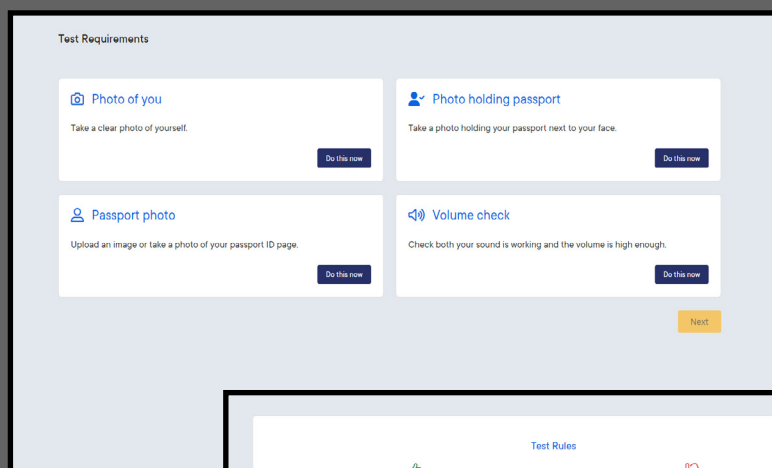 Test Requirements
Photo of you
Take a clear photo of yourself.
Do this now
Photo holding passport
Take a photo holding your passport next to your face.
Do this now
Passport photo
Upload an image or take a photo of your passport ID page.
Do this now
Volume check
Check both your sound is working and the volume is high enough.
Do this now
Next
Test Rules